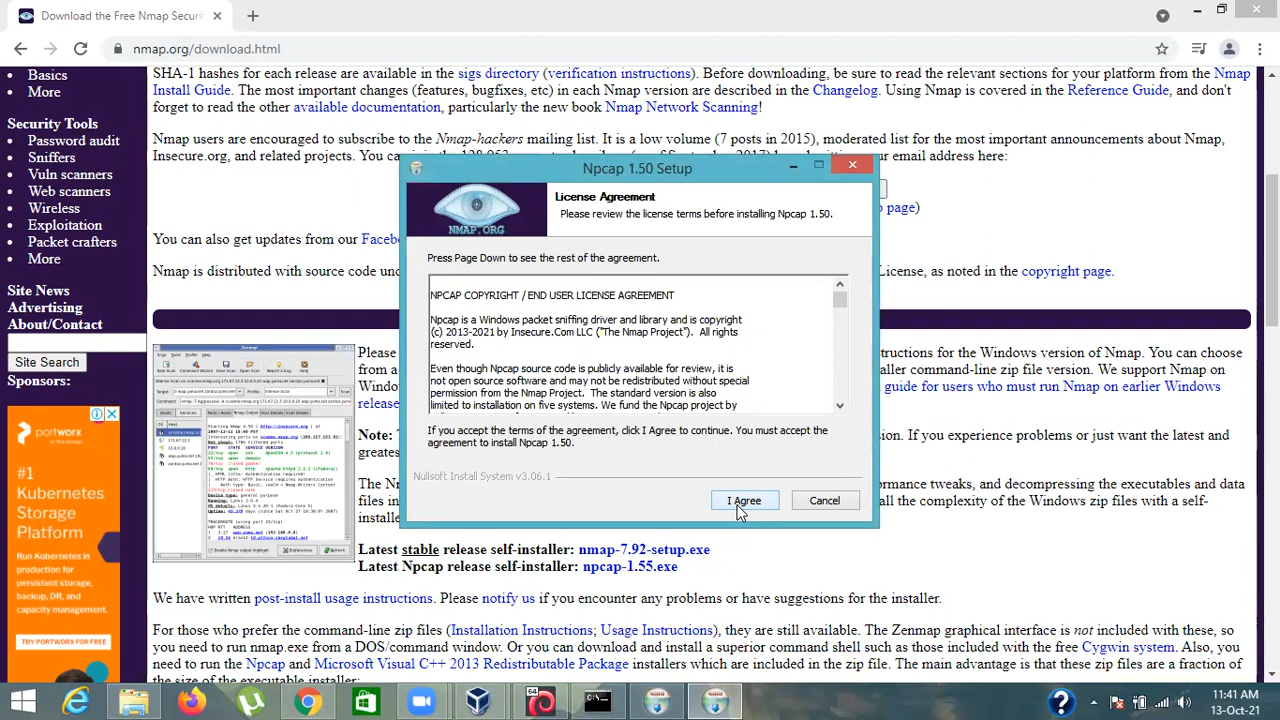 Download the Free Nmap Securi
nmap.org/download.html
Basics
More
Security Tools
Password audit
Sniffers
Vuln scanners
Web scanners
Wireless
Exploitation
Packet crafters
More
Site News
Advertising
About/Contact
Site Search
Sponsors:
portworx
#1
Kubernetes
Storage
Platform
Run Kubernetes in
production for
persistent storage,
backup, DR, and
capacity management.
TRY PORTWORX FOR FREE
SHA-1 hashes for each release are available in the sigs directory (verification instructions). Before downloading, be sure to read the relevant sections for your platform from the Nmap
Install Guide. The most important changes (features, bugfixes, etc) in each Nmap version are described in the Changelog. Using Nmap is covered in the Reference Guide, and don't
forget to read the other available documentation, particularly the new book Nmap Network Scanning!
Nmap users are encouraged to subscribe to the Nmap-hackers mailing list. It is a low volume (7 posts in 2015), moderated list for the most important announcements about Nmap,
Insecure.org, and related projects. You can
email address here:
page)
You can also get updates from our Faceb
Nmap is distributed with source code un
License, as noted in the copyright page.
Npcap 1.50 Setup
NMAP.ORG
License Agreement
Please review the license terms before installing Npcap 1.50.
Press Page Down to see the rest of the agreement.
NPCAP COPYRIGHT / END USER LICENSE AGREEMENT
Npcap is a Windows packet sniffing driver and library and is copyright
(c) 2013-2021 by Insecure.Com LLC ("The Nmap Project"). All rights
reserved.
Even though Npcap source code is publicly available for review, it is
not open source software and may not be redistributed without special
permission from the Nmap Project. The standard version is also
limited to installation on five systems. We fund the Npcap project by
If you accept the terms of the agreement, click I Agree to continue. You must accept the
agreement to install Npcap 1.50.
Nullsoft Install System v3.06.1
I Agree
Cancel
Please
structions for the Windows version of Nmap. You can choose
from a
ller command-zip file version. We support Nmap on
Windo
guide for users who must run Nmap on earlier Windows
release
Note: T
on, if you experience problems or just want the latest and
greates
The N
formance tweaks, and decompressing executables and data
files in
all the complexity of the Windows zip files with a self-
installe
Latest stable release self-installer: nmap-7.92-setup.exe
Latest Npcap release self-installer: npcap-1.55.exe
We have written post-install usage instructions. Please notify us if you encounter any problems or have suggestions for the installer.
For those who prefer the command-line zip files (Installation Instructions; Usage Instructions), they are still available. The Zenmap graphical interface is not included with these, so
you need to run nmap.exe from a DOS/command window. Or you can download and install a superior command shell such as those included with the free Cygwin system. Also, you
need to run the Npcap and Microsoft Visual C++ 2013 Redistributable Package installers which are included in the zip file. The main advantage is that these zip files are a fraction of
the size of the executable installer:
11:41 AM
13-Oct-21